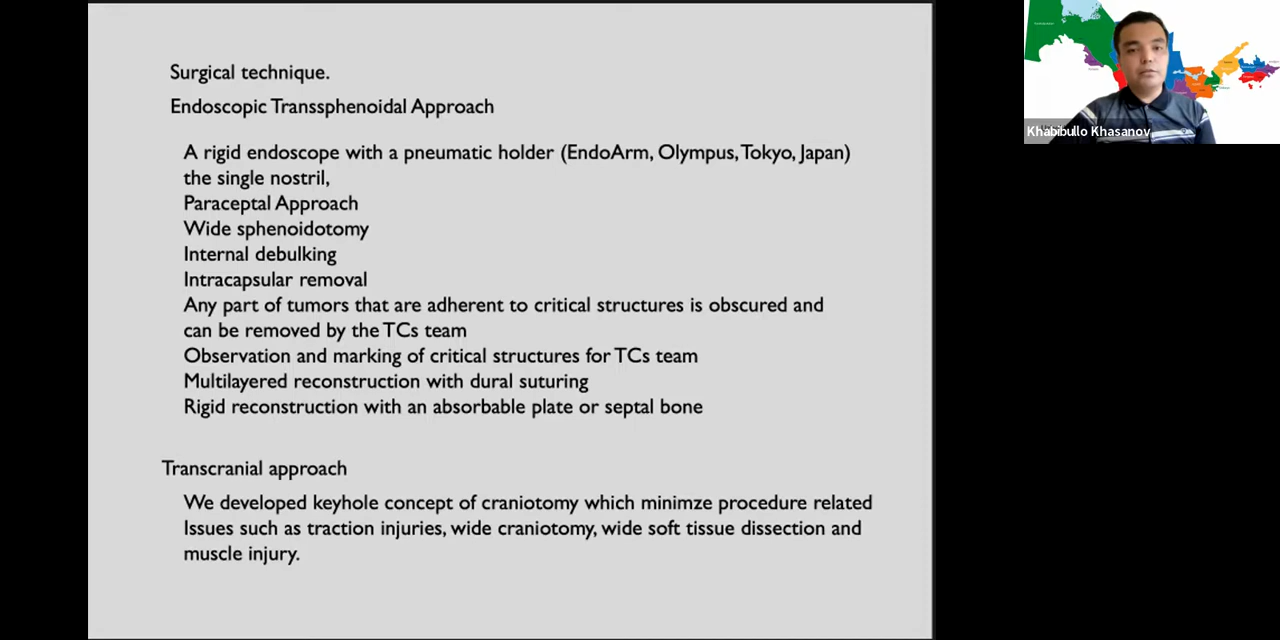 Surgical technique.
Endoscopic Transsphenoidal Approach
A rigid endoscope with a pneumatic holder (EndoArm, Olympus, Tokyo, Japan)
the single nostril,
Paraceptal Approach
Wide sphenoidotomy
Internal debulking
Intracapsular removal
Any part of tumors that are adherent to critical structures is obscured and
can be removed by the TCs team
Observation and marking of critical structures for TCs team
Multilayered reconstruction with dural suturing
Rigid reconstruction with an absorbable plate or septal bone
Transcranial approach
We developed keyhole concept of craniotomy which minimze procedure related
Issues such as traction injuries, wide craniotomy, wide soft tissue dissection and
muscle injury.
Khabibullo Khasanov